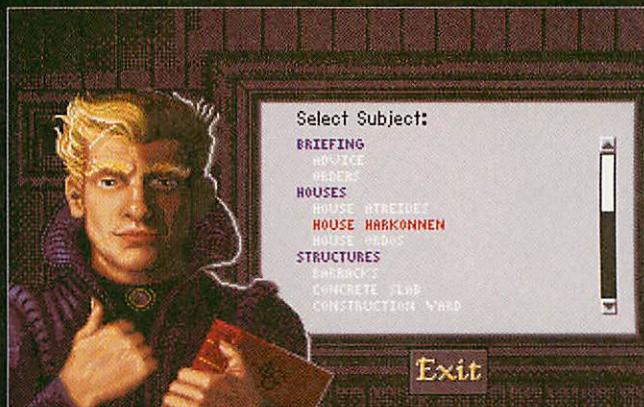 Select Subject:
BRIEFING
ADVICE
ORDERS
HOUSES
HOUSE ATREIDES
HOUSE HARKONNEN
HOUSE ORDOS
STRUCTURES
BARRACKS
CONCRETE SLAB
CONSTRUCTION YARD
Exit